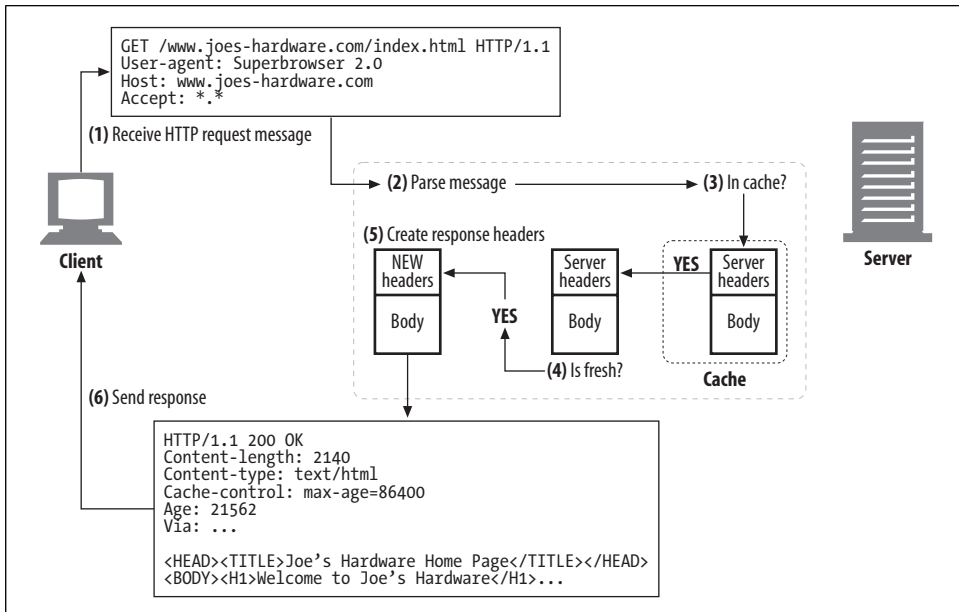 GET /www.joes-hardware.com/index.html HTTP/1.1
User-agent: Superbrowser 2.0
Host: www.joes-hardware.com
Accept: *.*
(1) Receive HTTP request message
(2) Parse message
(3) In cache?
(5) Create response headers
Client
Server
NEW
headers
Body
YES
Server
headers
Body
YES
Server
headers
Body
(4) Is fresh?
Cache
(6) Send response
HTTP/1.1 200 OK
Content-length: 2140
Content-type: text/html
Cache-control: max-age=86400
Age: 21562
Via: ...
<HEAD><TITLE>Joe's Hardware Home Page</TITLE></HEAD>
<BODY><H1>Welcome to Joe's Hardware</H1>...